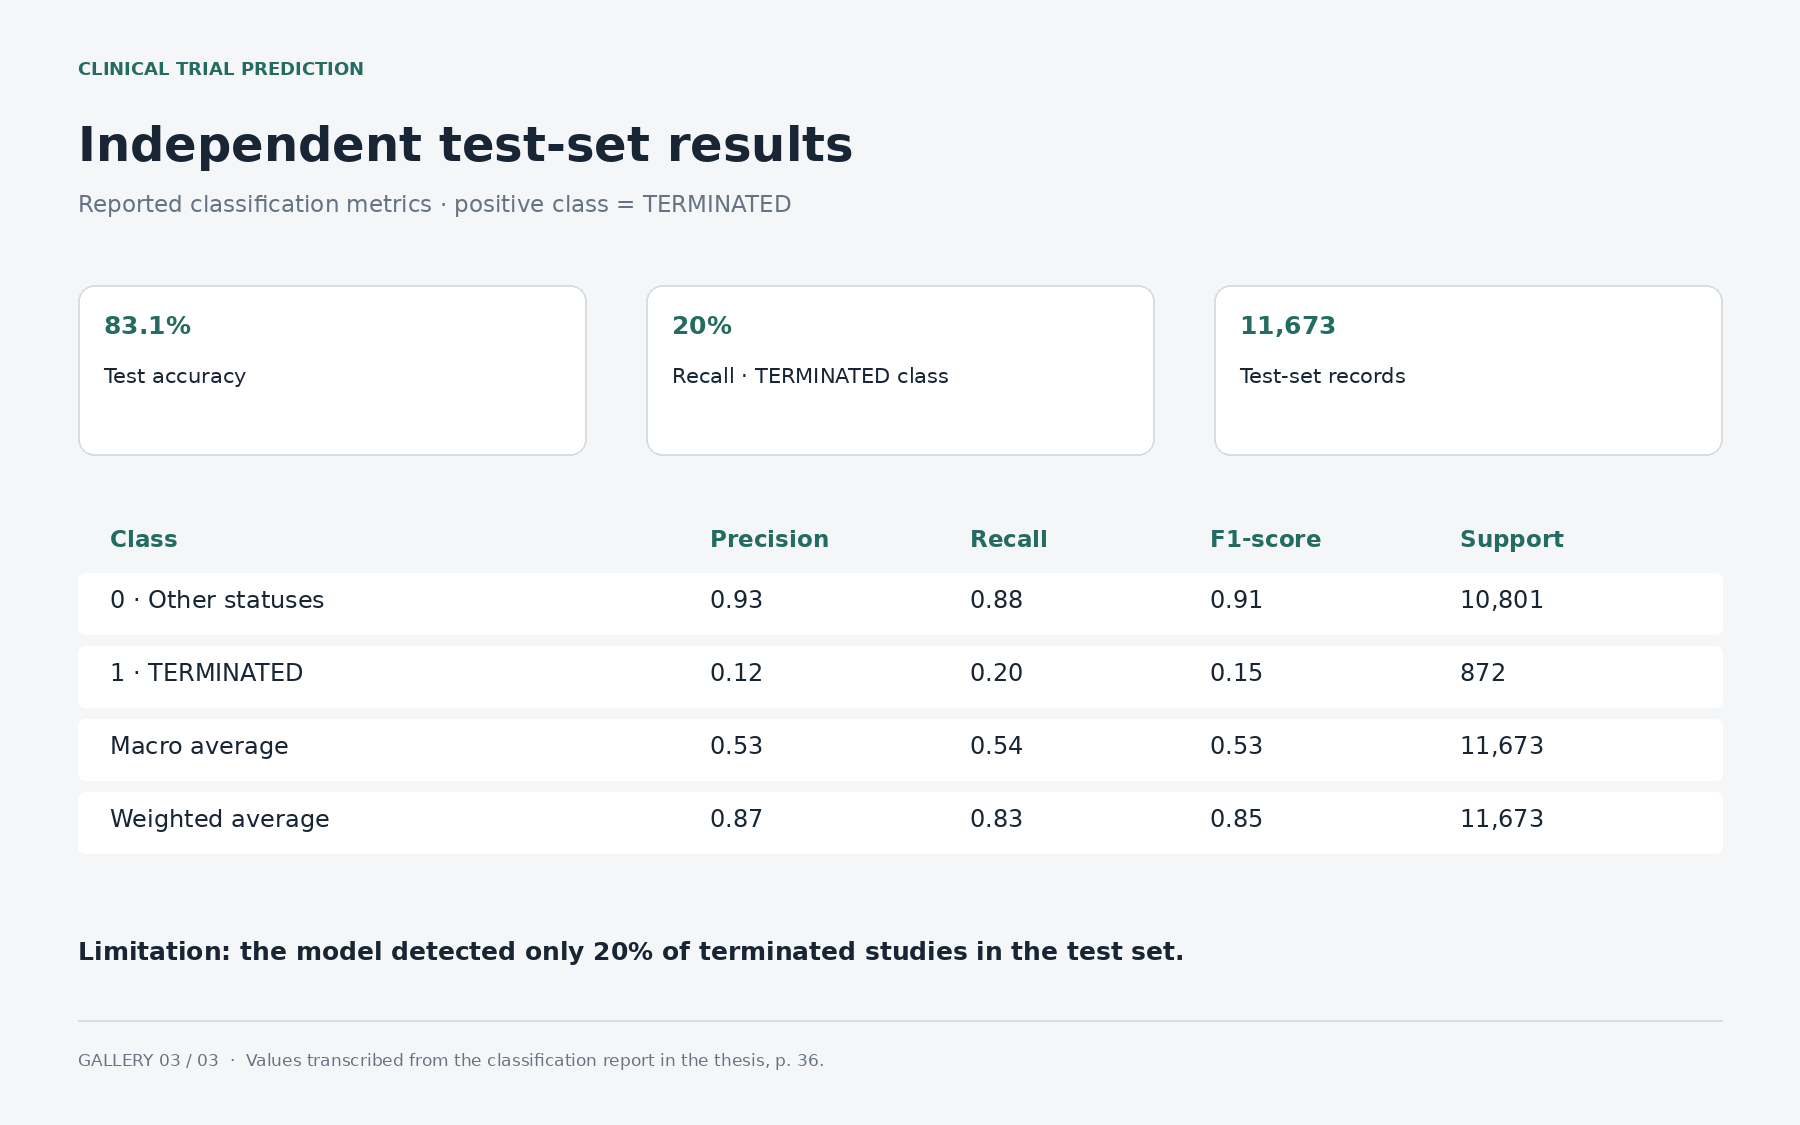 CLINICAL TRIAL PREDICTION
Independent test-set results
Reported classification metrics · positive class = TERMINATED
83.1%
Test accuracy
20%
Recall · TERMINATED class
11,673
Test-set records
Class Precision Recall F1-score Support
0 · Other statuses 0.93 0.88 0.91 10,801
1 · TERMINATED 0.12 0.20 0.15 872
Macro average 0.53 0.54 0.53 11,673
Weighted average 0.87 0.83 0.85 11,673
Limitation: the model detected only 20% of terminated studies in the test set.
GALLERY 03 / 03 · Values transcribed from the classification report in the thesis, p. 36.